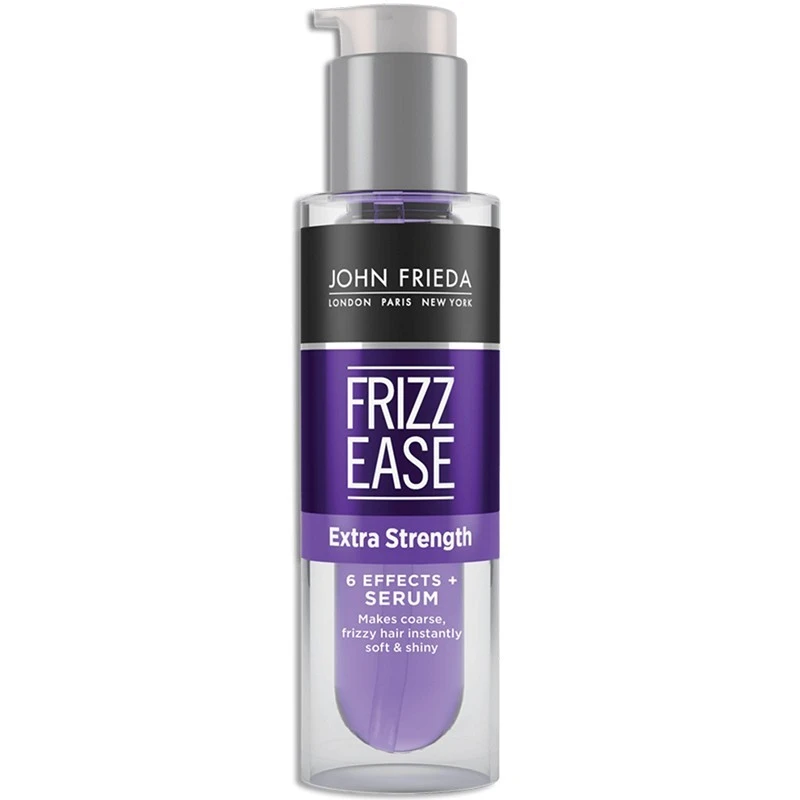 JOHN FRIEDA
LONDON PARIS NEW YORK
FRIZZ
EASE
Extra Strength
6 EFFECTS +
SERUM
Makes coarse,
frizzy hair instantly
soft & shiny